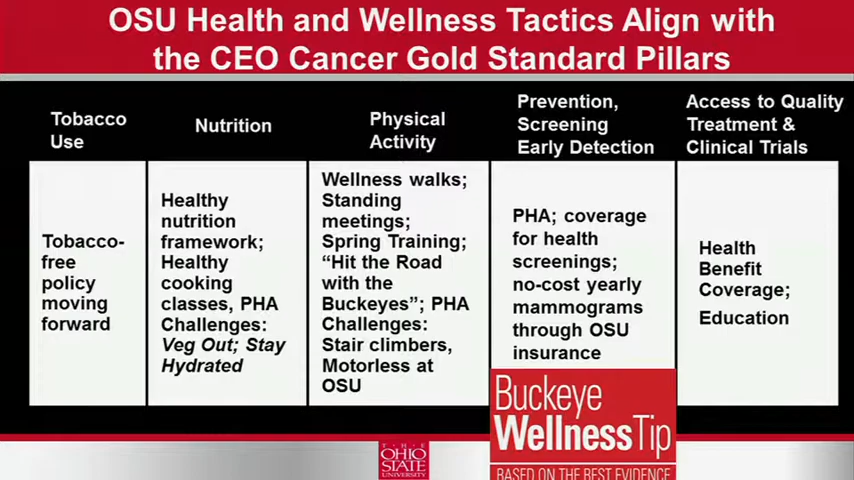 OSU Health and Wellness Tactics Align with
the CEO Cancer Gold Standard Pillars
Tobacco
Use
Nutrition
Physical
Activity
Prevention,
Screening
Early Detection
Access to Quality
Treatment &
Clinical Trials
Tobacco-
free
policy
moving
forward
Healthy
nutrition
framework;
Healthy
cooking
classes, PHA
Challenges:
Veg Out; Stay
Hydrated
Wellness walks;
Standing
meetings;
Spring Training;
“Hit the Road
with the
Buckeyes”; PHA
Challenges:
Stair climbers,
Motorless at
OSU
PHA; coverage
for health
screenings;
no-cost yearly
mammograms
through OSU
insurance
Health
Benefit
Coverage;
Education
Buckeye
WellnessTip
BASED ON THE BEST EVIDENCE
THE
OHIO
STATE
UNIVERSITY